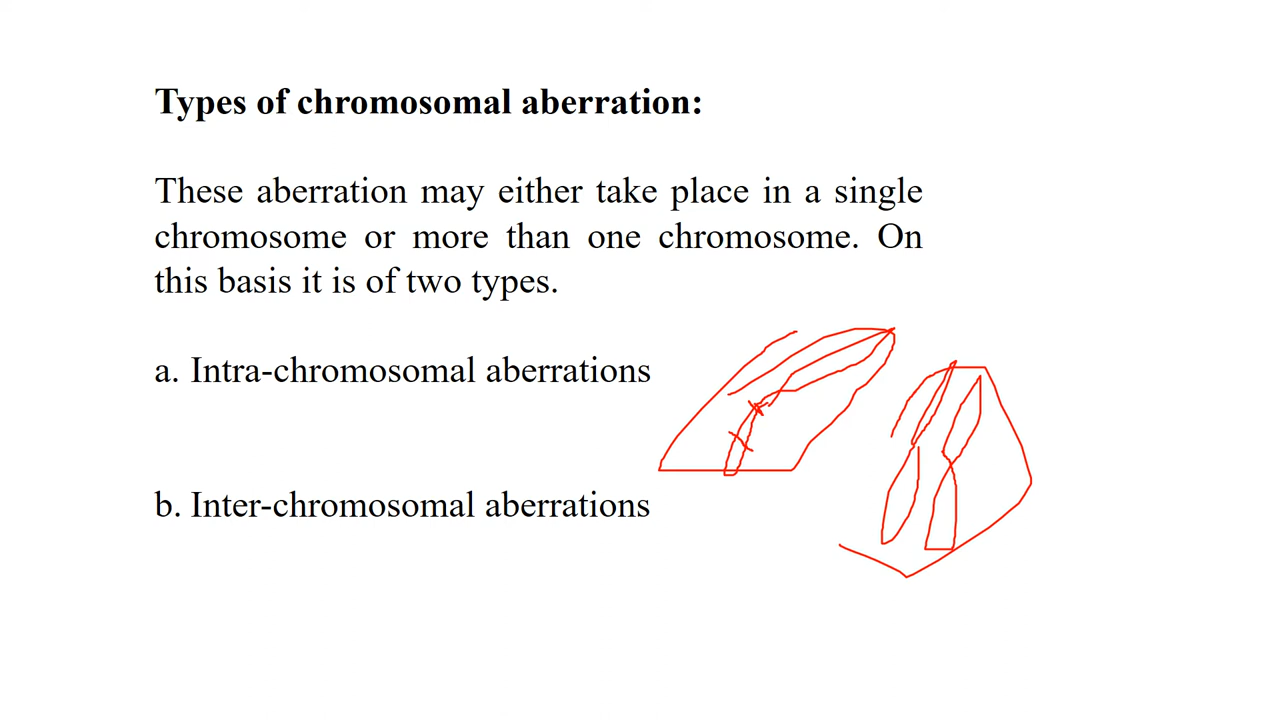 Types of chromosomal aberration:
These aberration may either take place in a single
chromosome or more than one chromosome. On
this basis it is of two types.
a. Intra-chromosomal aberrations
b. Inter-chromosomal aberrations